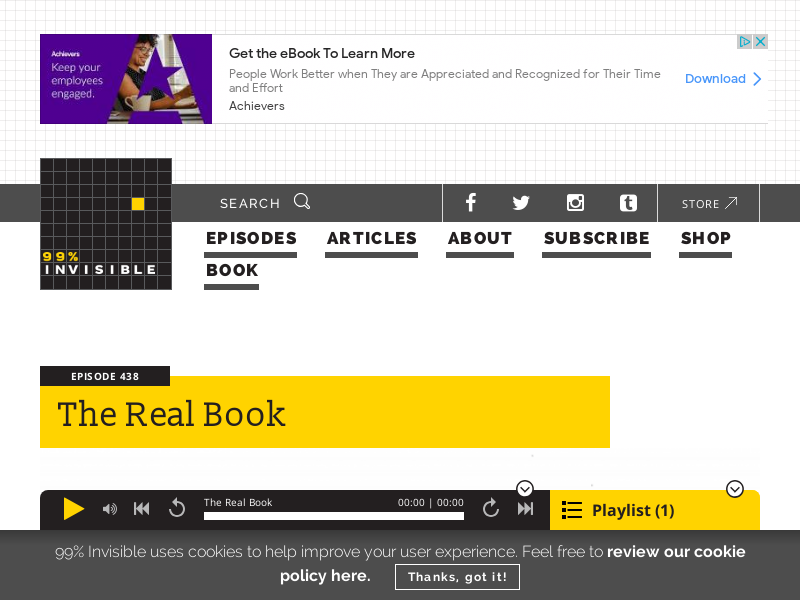 Achievers
Keep your
employees
engaged.
Get the eBook To Learn More
People Work Better when They are Appreciated and Recognized for Their Time
and Effort
Achievers
Download
SEARCH
STORE
99%
INVISIBLE
EPISODES ARTICLES ABOUT SUBSCRIBE SHOP
BOOK
EPISODE 438
The Real Book
The Real Book 00:00 | 00:00
Playlist (1)
99% Invisible uses cookies to help improve your user experience. Feel free to review our cookie
policy here. Thanks, got it!